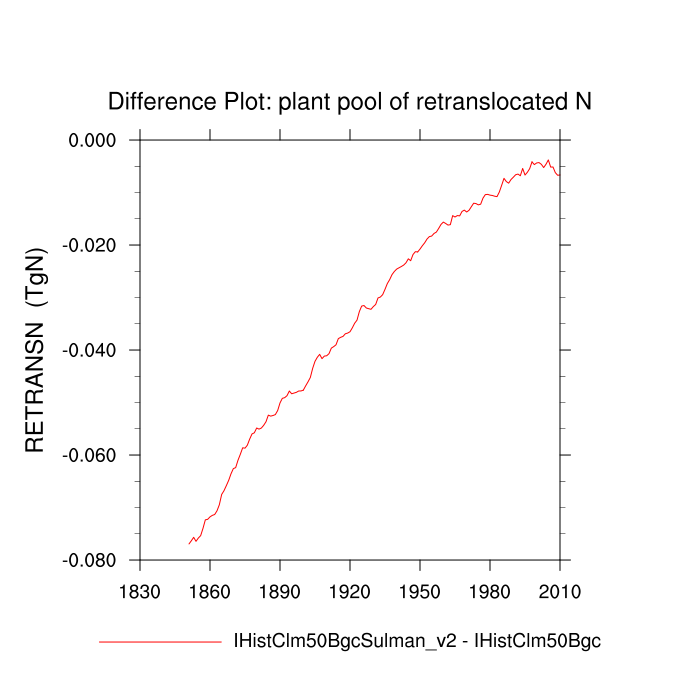 Difference Plot: plant pool of retranslocated N
0.000
-0.020
-0.040
-0.060
-0.080
RETRANSN (TgN)
1830 1860 1890 1920 1950 1980 2010
IHistClm50BgcSulman_v2 - IHistClm50Bgc